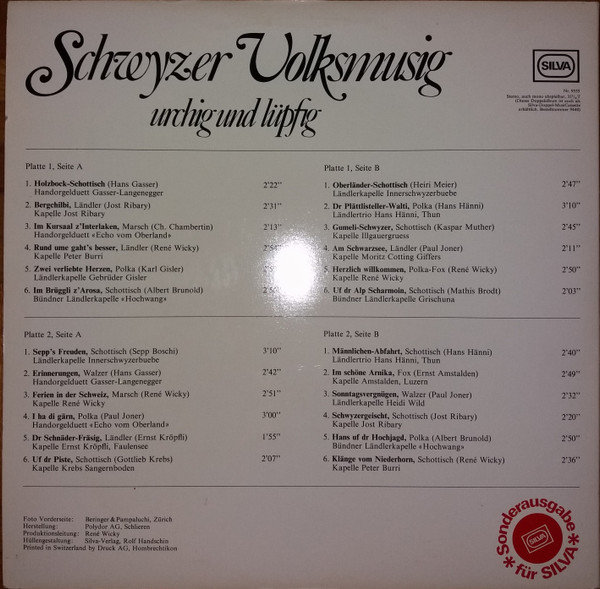 Schwyzer Volksmusig
urchig und lüpfig
SILVA
Stereo, auch mono abspielbar, 33⅓
Platte 1, Seite A
1. Holzbock-Schottisch (Hans Gasser) 2'22"
Handorgelduett Gasser-Langenegger
2. Bergchilbi, Ländler (Jost Ribary) 2'31"
Kapelle Jost Ribary
3. Im Kursaal z'Interlaken, Marsch (Ch. Chambertin) 2'13"
Handorgelduett «Echo vom Oberland»
4. Rund ume gaht's besser, Ländler (René Wicky)
Kapelle Peter Burri
5. Zwei verliebte Herzen, Polka (Karl Gisler)
Ländlerkapelle Gebrüder Gisler
6. Im Brüggli z'Arosa, Schottisch (Albert Brunold)
Bündner Ländlerkapelle «Hochwang»
Platte 1, Seite B
1. Oberländer-Schottisch (Heiri Meier) 2'47"
Ländlerkapelle Innerschwyzerbuebe
2. Dr Plättlisteller-Walti, Polka (Hans Hänni) 3'10"
Ländlertrio Hans Hänni, Thun
3. Gumeli-Schwyzer, Schottisch (Kaspar Muther) 2'45"
Kapelle Illgauergruess
4. Am Schwarzsee, Ländler (Paul Joner) 2'11"
Kapelle Moritz Cotting Giffers
5. Herzlich willkommen, Polka-Fox (René Wicky) 2'50"
Kapelle René Wicky
6. Uf dr Alp Scharmoin, Schottisch (Mathis Brodt) 2'03"
Bündner Ländlerkapelle Grischuna
Platte 2, Seite A
1. Sepp's Freuden, Schottisch (Sepp Boschi) 3'10"
Ländlerkapelle Innerschwyzerbuebe
2. Erinnerungen, Walzer (Hans Gasser) 2'42"
Handorgelduett Gasser-Langenegger
3. Ferien in der Schweiz, Marsch (René Wicky) 2'51"
Kapelle René Wicky
4. I ha di gärn, Polka (Paul Joner) 3'00"
Handorgelduett «Echo vom Oberland»
5. Dr Schnäder-Fräsig, Ländler (Ernst Kröpfli) 1'55"
Kapelle Ernst Kröpfli, Faulensee
6. Uf dr Piste, Schottisch (Gottlieb Krebs) 2'07"
Kapelle Krebs Sangernboden
Platte 2, Seite B
1. Männlichen-Abfahrt, Schottisch (Hans Hänni) 2'40"
Ländlertrio Hans Hänni, Thun
2. Im schöne Arnika, Fox (Ernst Amstalden) 2'49"
Kapelle Amstalden, Luzern
3. Sonntagsvergnügen, Walzer (Paul Joner) 2'32"
Ländlerkapelle Heidi Wild
4. Schwyzergeischt, Schottisch (Jost Ribary) 2'20"
Kapelle Jost Ribary
5. Hans uf dr Hochjagd, Polka (Albert Brunold) 2'50"
Bündner Ländlerkapelle «Hochwang»
6. Klänge vom Niederhorn, Schottisch (René Wicky) 2'36"
Kapelle Peter Burri
Foto Vorderseite: Beringer & Pampaluchi, Zürich
Herstellung: Polydor AG, Schlieren
Produktionsleitung: René Wicky
Hüllengestaltung: Silva-Verlag, Rolf Handschin
Printed in Switzerland by Druck AG, Hombrechtikon
Sonderausgabe
SILVA
für SILVA